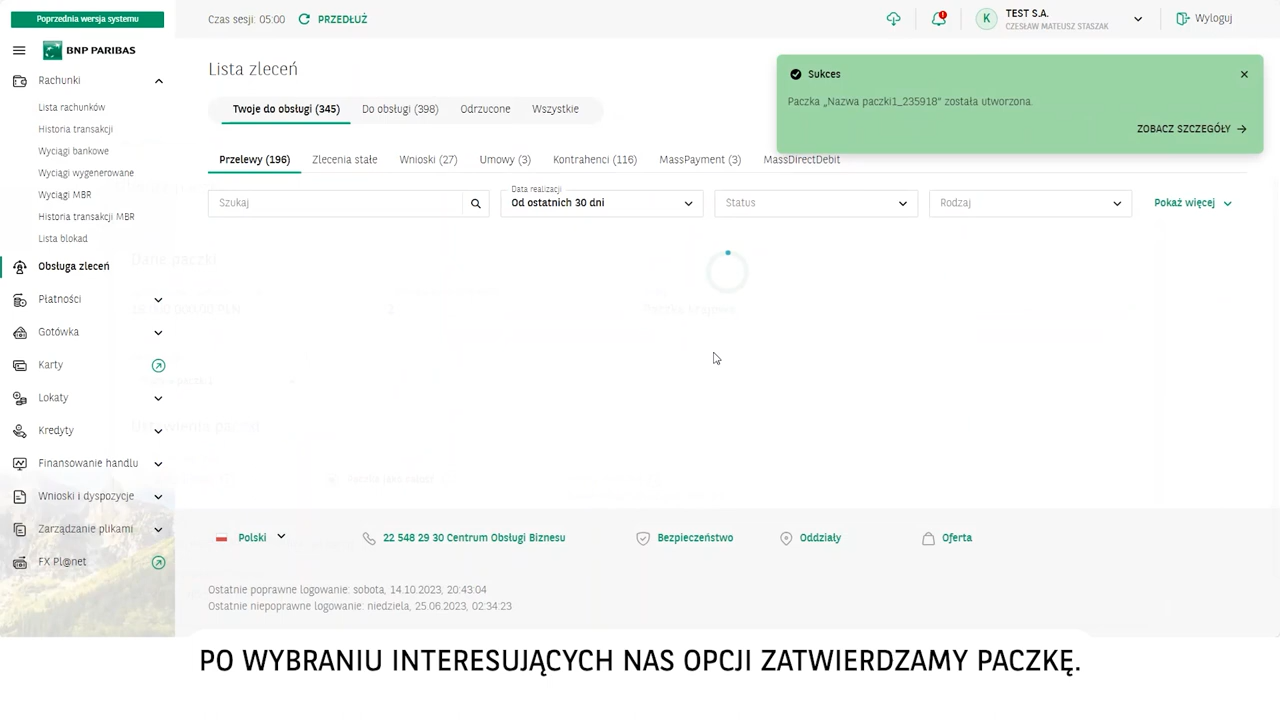 Poprzednia wersja systemu
Czas sesji: 05:00 PRZEDŁUŻ
K TEST S.A.
CZESŁAW MATEUSZ STASZAK
Wyloguj
BNP PARIBAS
Rachunki
Lista rachunków
Historia transakcji
Wyciągi bankowe
Wyciągi wygenerowane
Wyciągi MBR
Historia transakcji MBR
Lista blokad
Obsługa zleceń
Płatności
Gotówka
Karty
Lokaty
Kredyty
Finansowanie handlu
Wnioski i dyspozycje
Zarządzanie plikami
FX Pl@net
Lista zleceń
Sukces
Paczka „Nazwa paczki1_235918” została utworzona.
ZOBACZ SZCZEGÓŁY
Twoje do obsługi (345) Do obsługi (398) Odrzucone Wszystkie
Przelewy (196) Zlecenia stałe Wnioski (27) Umowy (3) Kontrahenci (116) MassPayment (3) MassDirectDebit
Szukaj
Data realizacji
Od ostatnich 30 dni
Status
Rodzaj
Pokaż więcej
Dane paczki
Polski 22 548 29 30 Centrum Obsługi Biznesu Bezpieczeństwo Oddziały Oferta
Ostatnie poprawne logowanie: sobota, 14.10.2023, 20:43:04
Ostatnie niepoprawne logowanie: niedziela, 25.06.2023, 02:34:23
PO WYBRANIU INTERESUJĄCYCH NAS OPCJI ZATWIERDZAMY PACZKĘ.